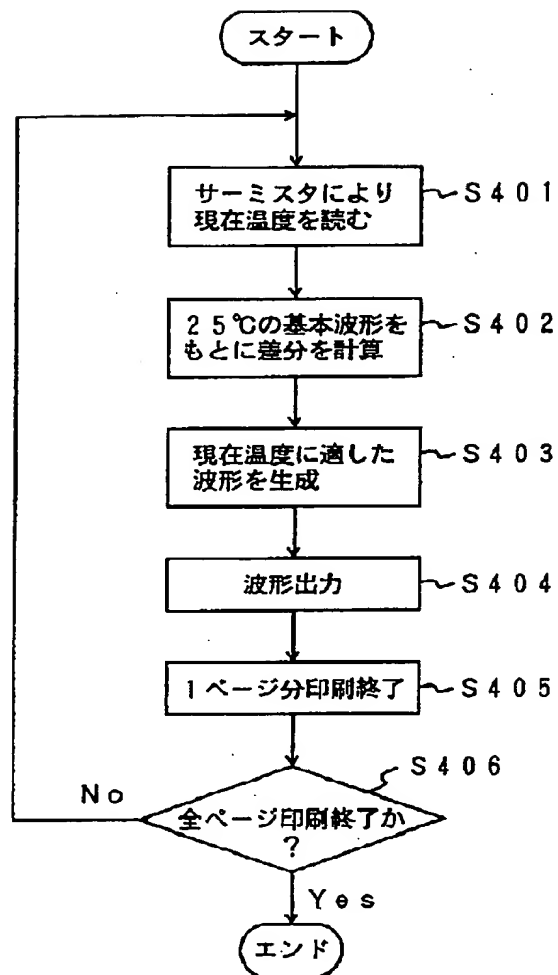 スタート
サーミスタにより
現在温度を読む
S401
25℃の基本波形を
もとに差分を計算
S402
現在温度に適した
波形を生成
S403
波形出力
S404
1ページ分印刷終了
S405
S406
全ページ印刷終了か
?
No
Yes
エンド